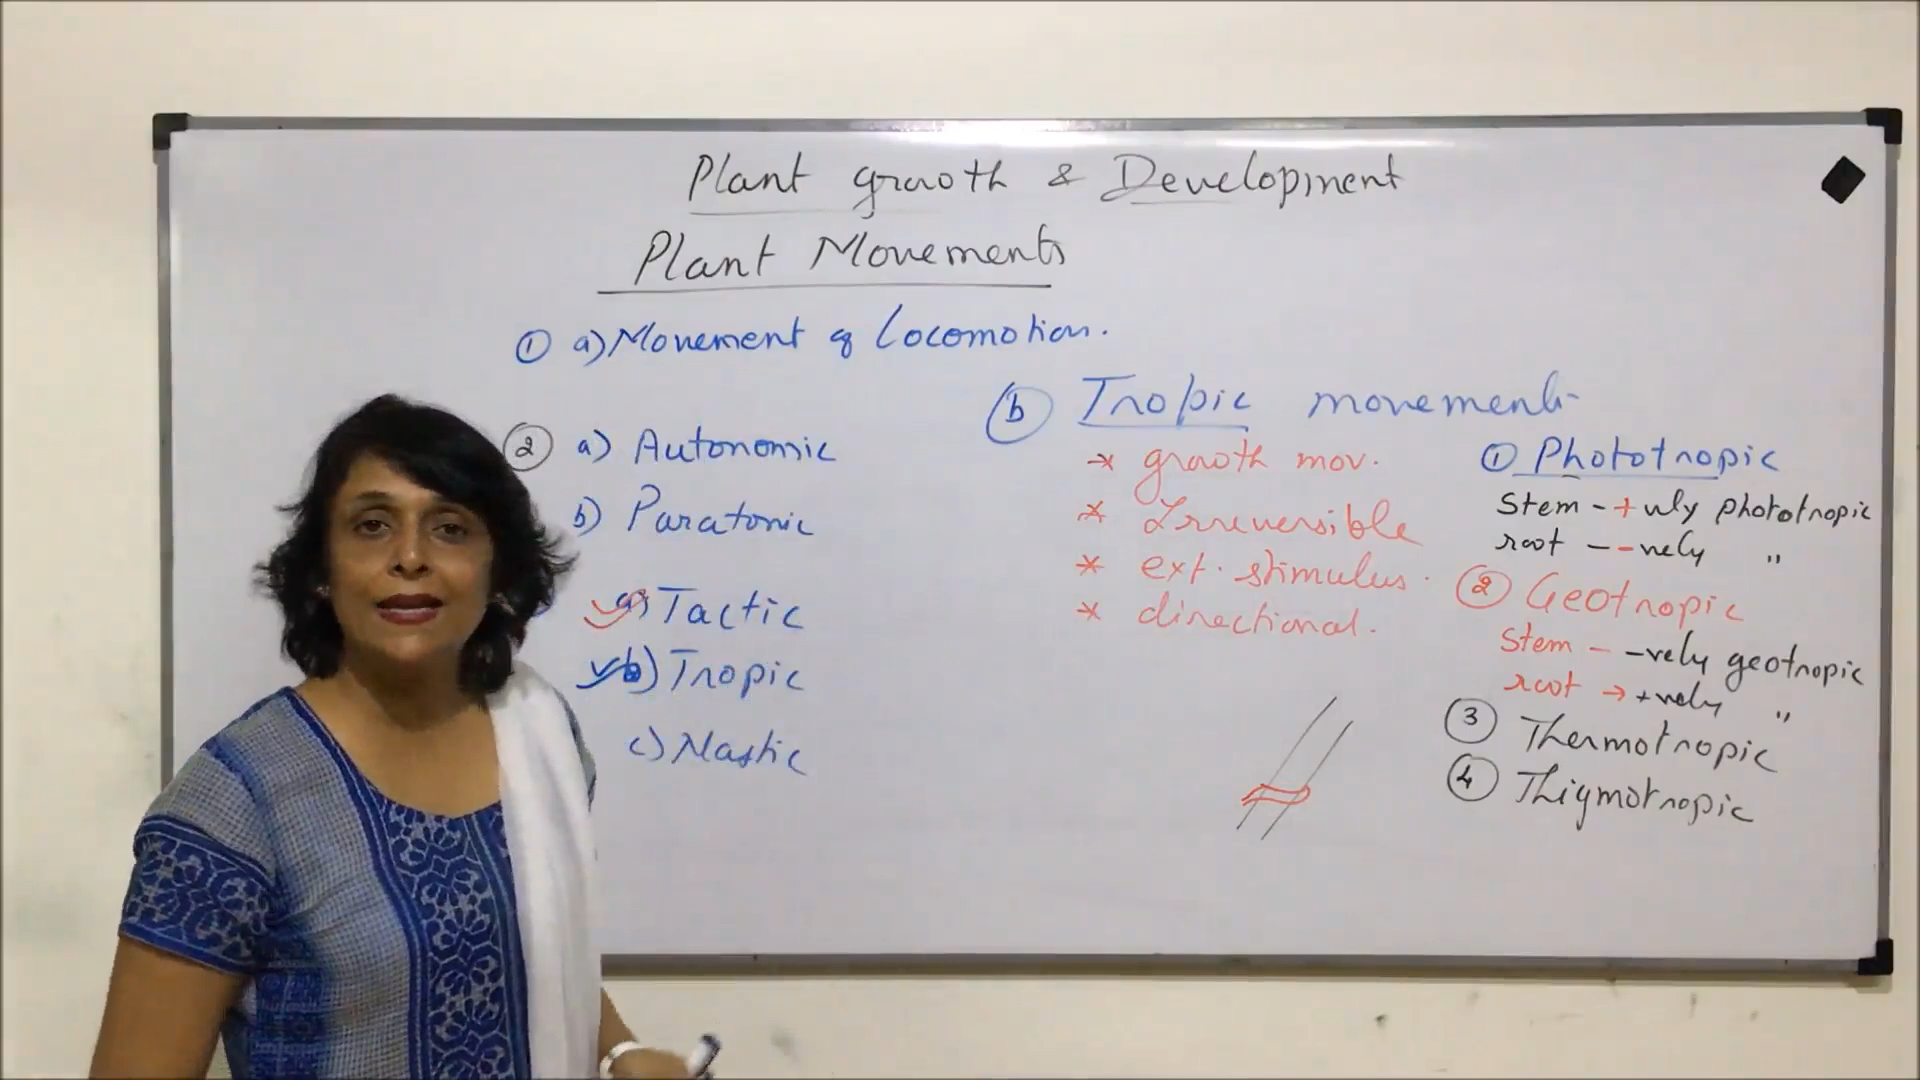 Plant growth & Development
Plant Movements
① a) Movement of Locomotion.
② a) Autonomic
b) Paratonic
a) Tactic
b) Tropic
c) Nastic
ⓑ Tropic movement
* growth mov.
* Irreversible
* ext. stimulus.
* directional.
① Phototropic
Stem - +vly phototropic
root - -vely "
② Geotropic
Stem - -vely geotropic
root → +vely "
③ Thermotropic
④ Thigmotropic